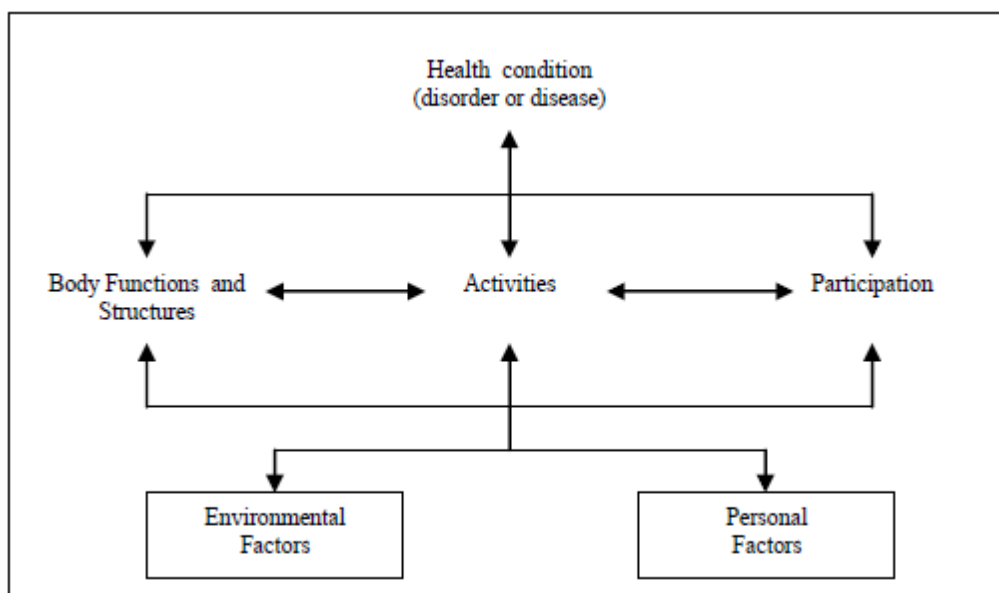 Health condition
(disorder or disease)
Body Functions and
Structures
Activities
Participation
Environmental
Factors
Personal
Factors